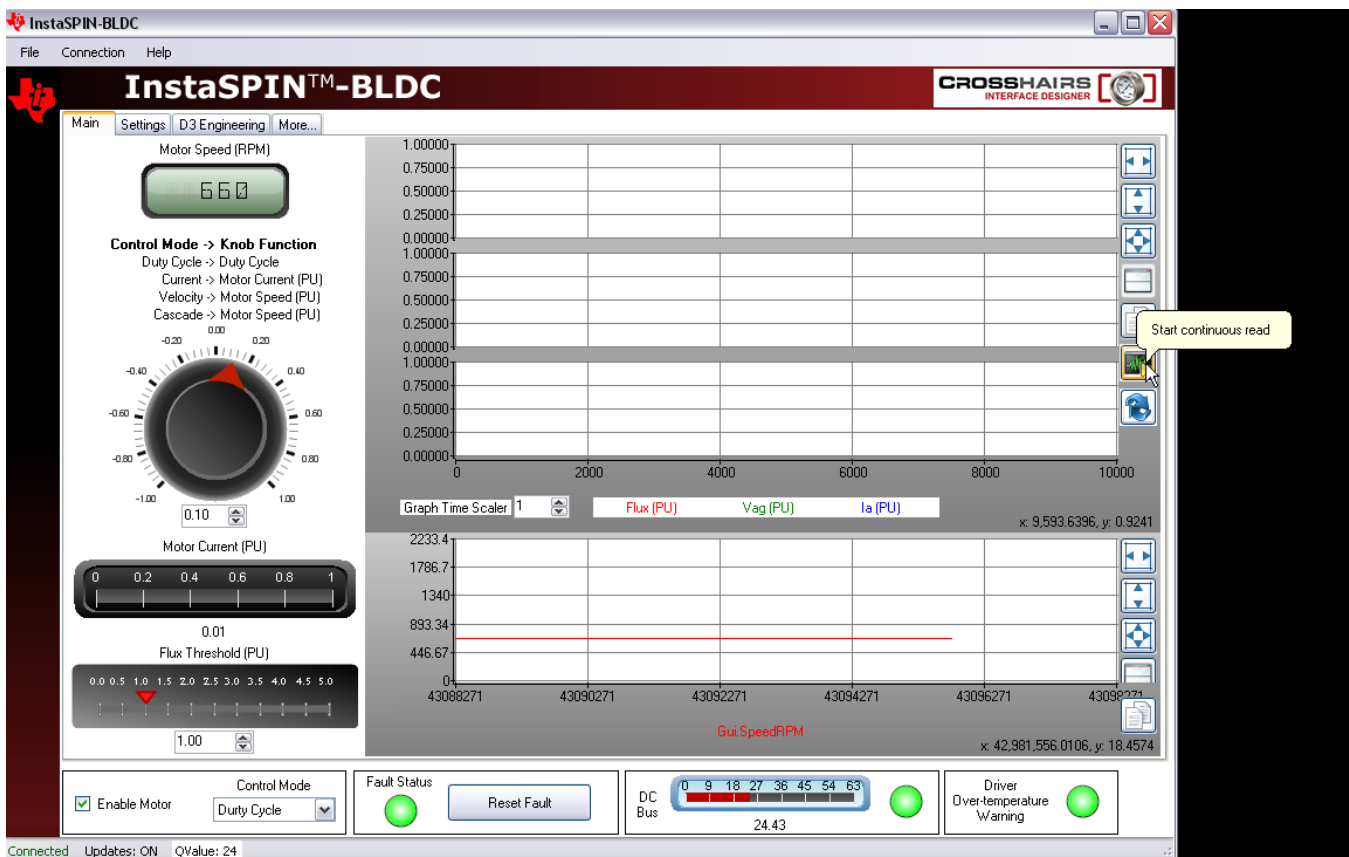 InstaSPIN-BLDC
File Connection Help
InstaSPIN™-BLDC
CROSSHAIRS
INTERFACE DESIGNER
Main Settings D3 Engineering More...
Motor Speed (RPM)
660
Control Mode -> Knob Function
Duty Cycle -> Duty Cycle
Current -> Motor Current (PU)
Velocity -> Motor Speed (PU)
Cascade -> Motor Speed (PU)
0.00
-0.20 0.20
-0.40 0.40
-0.60 0.60
-0.80 0.80
-1.00 1.00
0.10
Motor Current (PU)
0 0.2 0.4 0.6 0.8 1
0.01
Flux Threshold (PU)
0.0 0.5 1.0 1.5 2.0 2.5 3.0 3.5 4.0 4.5 5.0
1.00
1.00000
0.75000
0.50000
0.25000
0.00000
1.00000
0.75000
0.50000
0.25000
0.00000
1.00000
0.75000
0.50000
0.25000
0.00000
0 2000 4000 6000 8000 10000
Start continuous read
Graph Time Scaler 1 Flux (PU) Vag (PU) Ia (PU)
x: 9,593.6396, y: 0.9241
2233.4
1786.7
1340
893.34
446.67
0
43088271 43090271 43092271 43094271 43096271 43098271
Gui.SpeedRPM
x: 42,981,556.0106, y: 18.4574
Enable Motor
Control Mode
Durty Cycle
Fault Status
Reset Fault
DC
Bus
0 9 18 27 36 45 54 63
24.43
Driver
Over-temperature
Warning
Connected Updates: ON QValue: 24